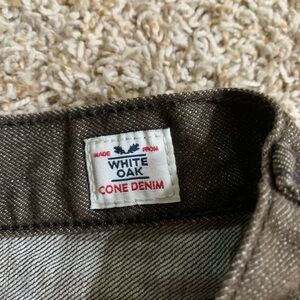 MADE FROM
WHITE
OAK
CONE DENIM